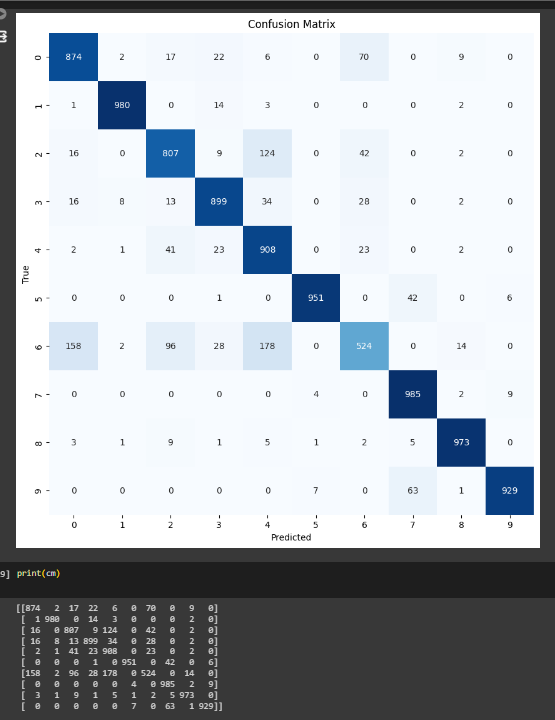 Confusion Matrix
0 874 2 17 22 6 0 70 0 9 0
1 1 980 0 14 3 0 0 0 2 0
2 16 0 807 9 124 0 42 0 2 0
3 16 8 13 899 34 0 28 0 2 0
4 2 1 41 23 908 0 23 0 2 0
True
5 0 0 0 1 0 951 0 42 0 6
6 158 2 96 28 178 0 524 0 14 0
7 0 0 0 0 0 4 0 985 2 9
8 3 1 9 1 5 1 2 5 973 0
9 0 0 0 0 0 7 0 63 1 929
0 1 2 3 4 5 6 7 8 9
Predicted
9] print(cm)
[[874 2 17 22 6 0 70 0 9 0]
[ 1 980 0 14 3 0 0 0 2 0]
[ 16 0 807 9 124 0 42 0 2 0]
[ 16 8 13 899 34 0 28 0 2 0]
[ 2 1 41 23 908 0 23 0 2 0]
[ 0 0 0 1 0 951 0 42 0 6]
[158 2 96 28 178 0 524 0 14 0]
[ 0 0 0 0 0 4 0 985 2 9]
[ 3 1 9 1 5 1 2 5 973 0]
[ 0 0 0 0 0 7 0 63 1 929]]